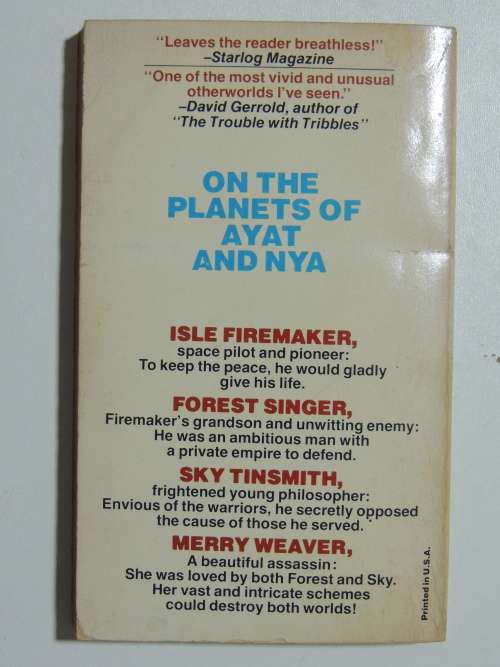 "Leaves the reader breathless!"
–Starlog Magazine
"One of the most vivid and unusual
otherworlds I've seen."
–David Gerrold, author of
"The Trouble with Tribbles"
ON THE
PLANETS OF
AYAT
AND NYA
ISLE FIREMAKER,
space pilot and pioneer:
To keep the peace, he would gladly
give his life.
FOREST SINGER,
Firemaker's grandson and unwitting enemy:
He was an ambitious man with
a private empire to defend.
SKY TINSMITH,
frightened young philosopher:
Envious of the warriors, he secretly opposed
the cause of those he served.
MERRY WEAVER,
A beautiful assassin:
She was loved by both Forest and Sky.
Her vast and intricate schemes
could destroy both worlds!
Printed in U.S.A.